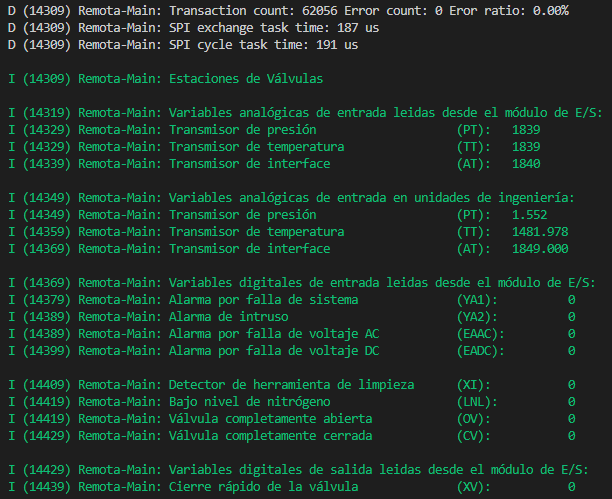 D (14309) Remota-Main: Transaction count: 62056 Error count: 0 Eror ratio: 0.00%
D (14309) Remota-Main: SPI exchange task time: 187 us
D (14309) Remota-Main: SPI cycle task time: 191 us
I (14309) Remota-Main: Estaciones de Válvulas
I (14319) Remota-Main: Variables analógicas de entrada leidas desde el módulo de E/S:
I (14329) Remota-Main: Transmisor de presión (PT): 1839
I (14329) Remota-Main: Transmisor de temperatura (TT): 1839
I (14339) Remota-Main: Transmisor de interface (AT): 1840
I (14349) Remota-Main: Variables analógicas de entrada en unidades de ingeniería:
I (14349) Remota-Main: Transmisor de presión (PT): 1.552
I (14359) Remota-Main: Transmisor de temperatura (TT): 1481.978
I (14369) Remota-Main: Transmisor de interface (AT): 1849.000
I (14369) Remota-Main: Variables digitales de entrada leidas desde el módulo de E/S:
I (14379) Remota-Main: Alarma por falla de sistema (YA1): 0
I (14389) Remota-Main: Alarma de intruso (YA2): 0
I (14389) Remota-Main: Alarma por falla de voltaje AC (EAAC): 0
I (14399) Remota-Main: Alarma por falla de voltaje DC (EADC): 0
I (14409) Remota-Main: Detector de herramienta de limpieza (XI): 0
I (14419) Remota-Main: Bajo nivel de nitrógeno (LNL): 0
I (14419) Remota-Main: Válvula completamente abierta (OV): 0
I (14429) Remota-Main: Válvula completamente cerrada (CV): 0
I (14429) Remota-Main: Variables digitales de salida leidas desde el módulo de E/S:
I (14439) Remota-Main: Cierre rápido de la válvula (XV): 0